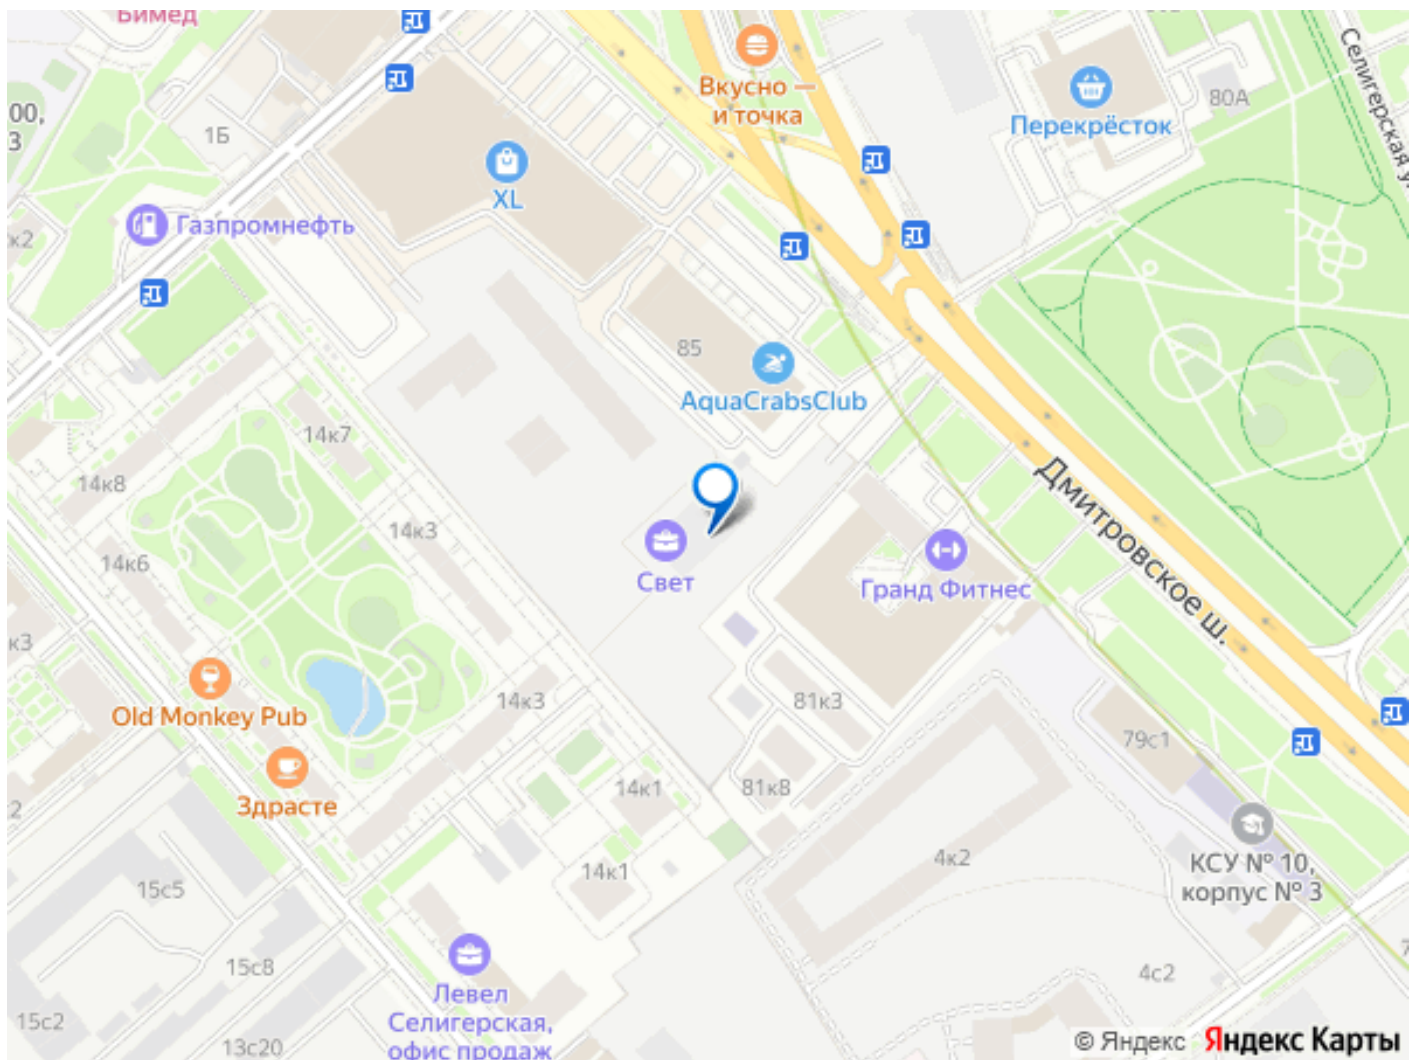 Бимед
Вкусно —
и точка
Перекрёсток
80А
Селигерская у
00,
3
1Б
XL
Газпромнефть
к2
85
AquaCrabsClub
14к7
14к8
14к3
14к6
Свет
Гранд Фитнес
Дмитровское ш.
к3
Old Monkey Pub
14к3
81к3
79с1
Здрасте
14к1
81к8
2
14к1
4к2
КСУ № 10,
корпус № 3
15с5
15с8
4с2
7
Левел
Селигерская,
офис продаж
15с2
13с20
© Яндекс Яндекс Карты